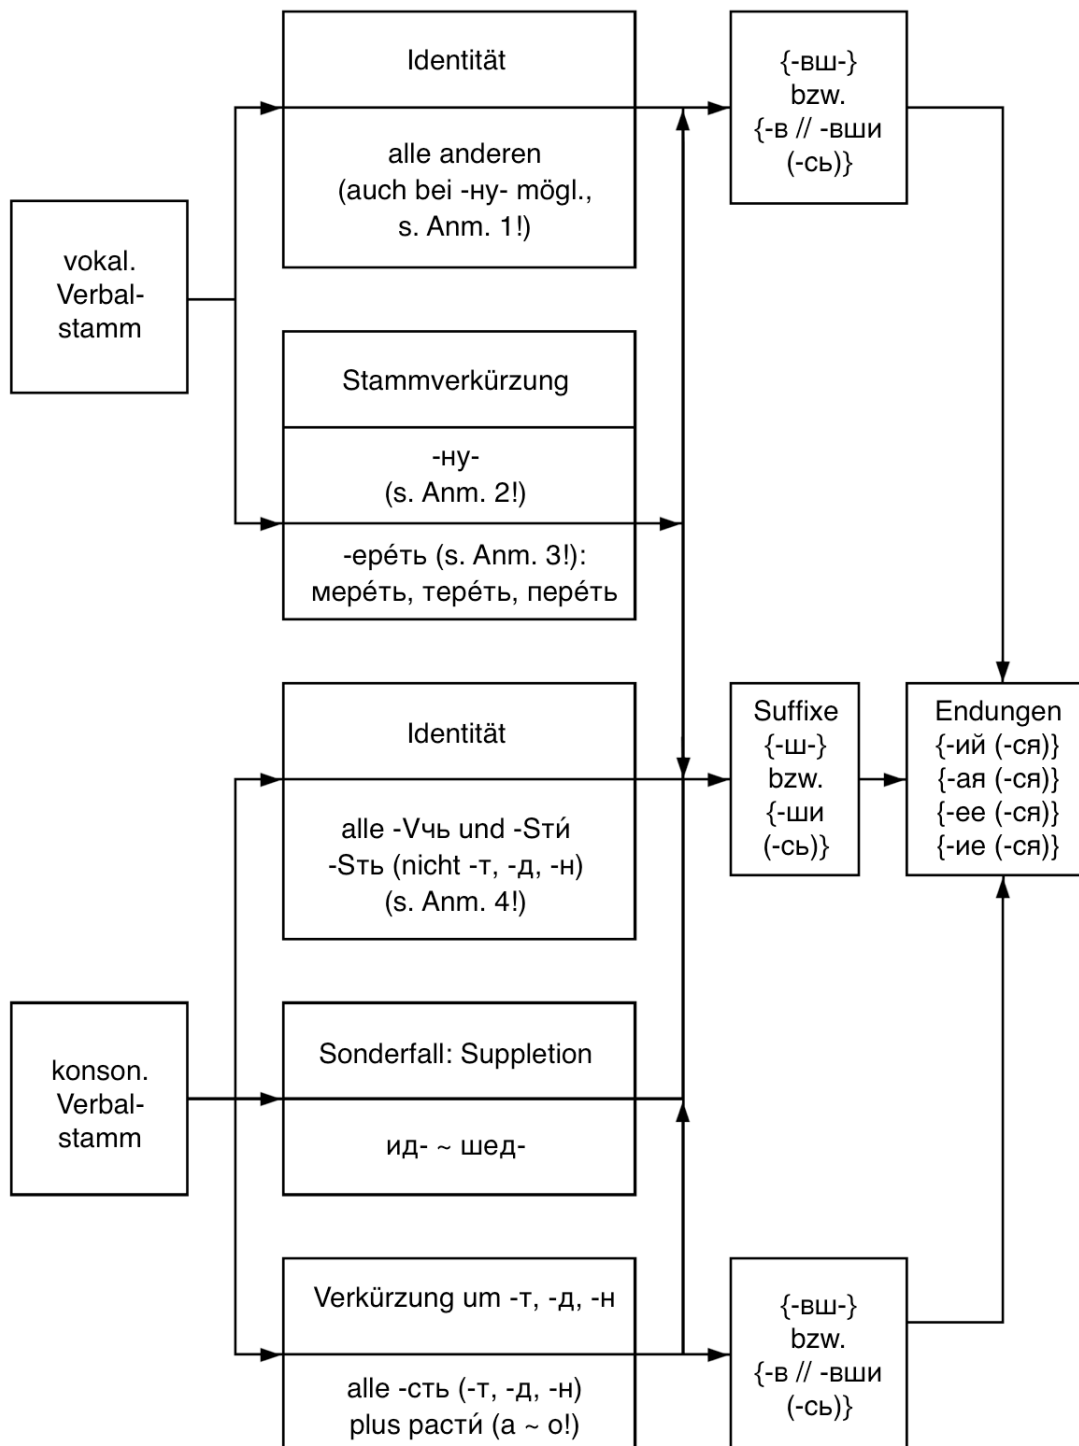 Identität
alle anderen
(auch bei -ну- mögl.,
s. Anm. 1!)
{-вш-}
bzw.
{-в // -вши
(-сь)}
vokal.
Verbal-
stamm
Stammverkürzung
-ну-
(s. Anm. 2!)
-ере́ть (s. Anm. 3!):
мере́ть, тере́ть, пере́ть
Identität
alle -Vчь und -Sти́
-Sть (nicht -т, -д, -н)
(s. Anm. 4!)
Suffixe
{-ш-}
bzw.
{-ши
(-сь)}
Endungen
{-ий (-ся)}
{-ая (-ся)}
{-ее (-ся)}
{-ие (-ся)}
konson.
Verbal-
stamm
Sonderfall: Suppletion
ид- ~ шед-
Verkürzung um -т, -д, -н
alle -сть (-т, -д, -н)
plus расти́ (а ~ о!)
{-вш-}
bzw.
{-в // -вши
(-сь)}